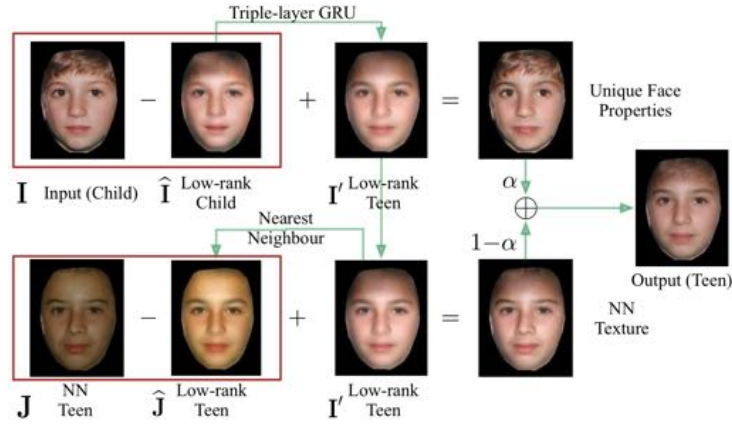 Triple-layer GRU
−
+
=
Unique Face
Properties
I Input (Child)
Î Low-rank
Child
I′ Low-rank
Teen
α
⊕
Nearest
Neighbour
1−α
Output (Teen)
−
+
=
NN
Texture
J NN
Teen
Ĵ Low-rank
Teen
I′ Low-rank
Teen